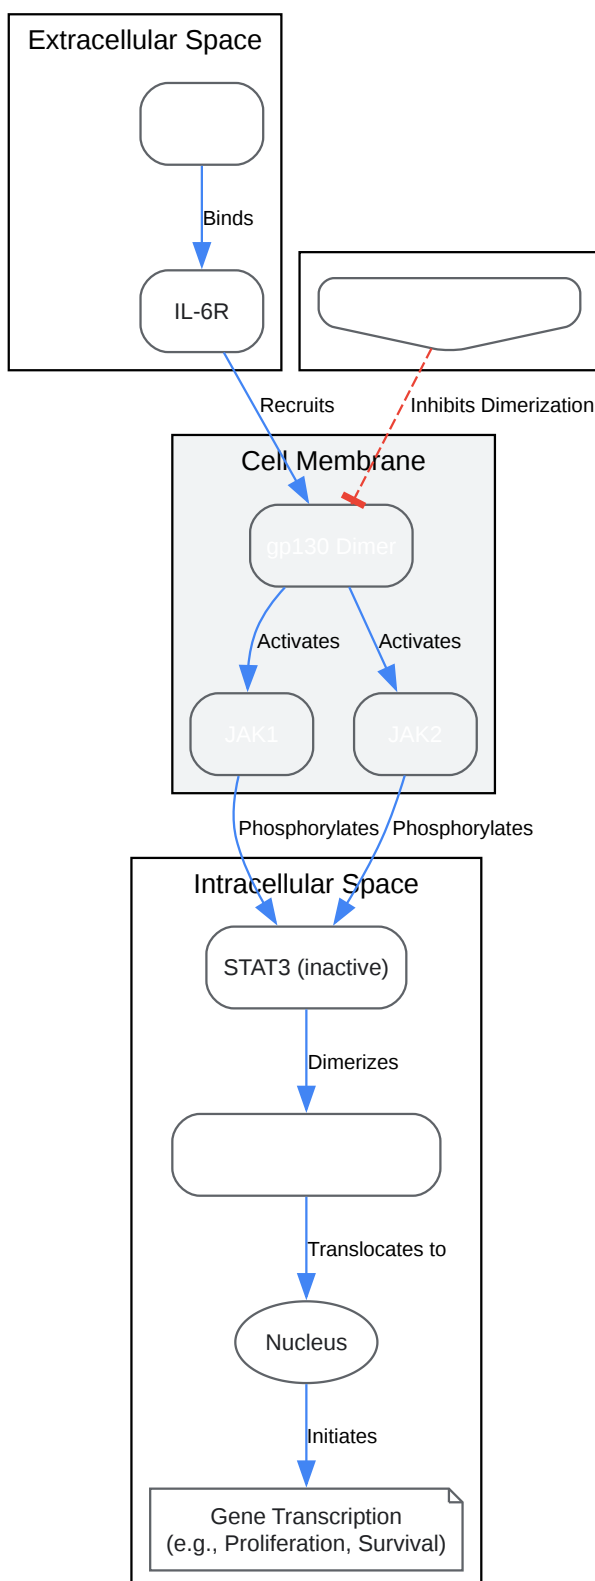 Extracellular Space
Binds
IL-6R
Recruits
Inhibits Dimerization
Cell Membrane
gp130 Dimer
Activates
Activates
JAK1
JAK2
Phosphorylates
Phosphorylates
Intracellular Space
STAT3 (inactive)
Dimerizes
Translocates to
Nucleus
Initiates
Gene Transcription
(e.g., Proliferation, Survival)